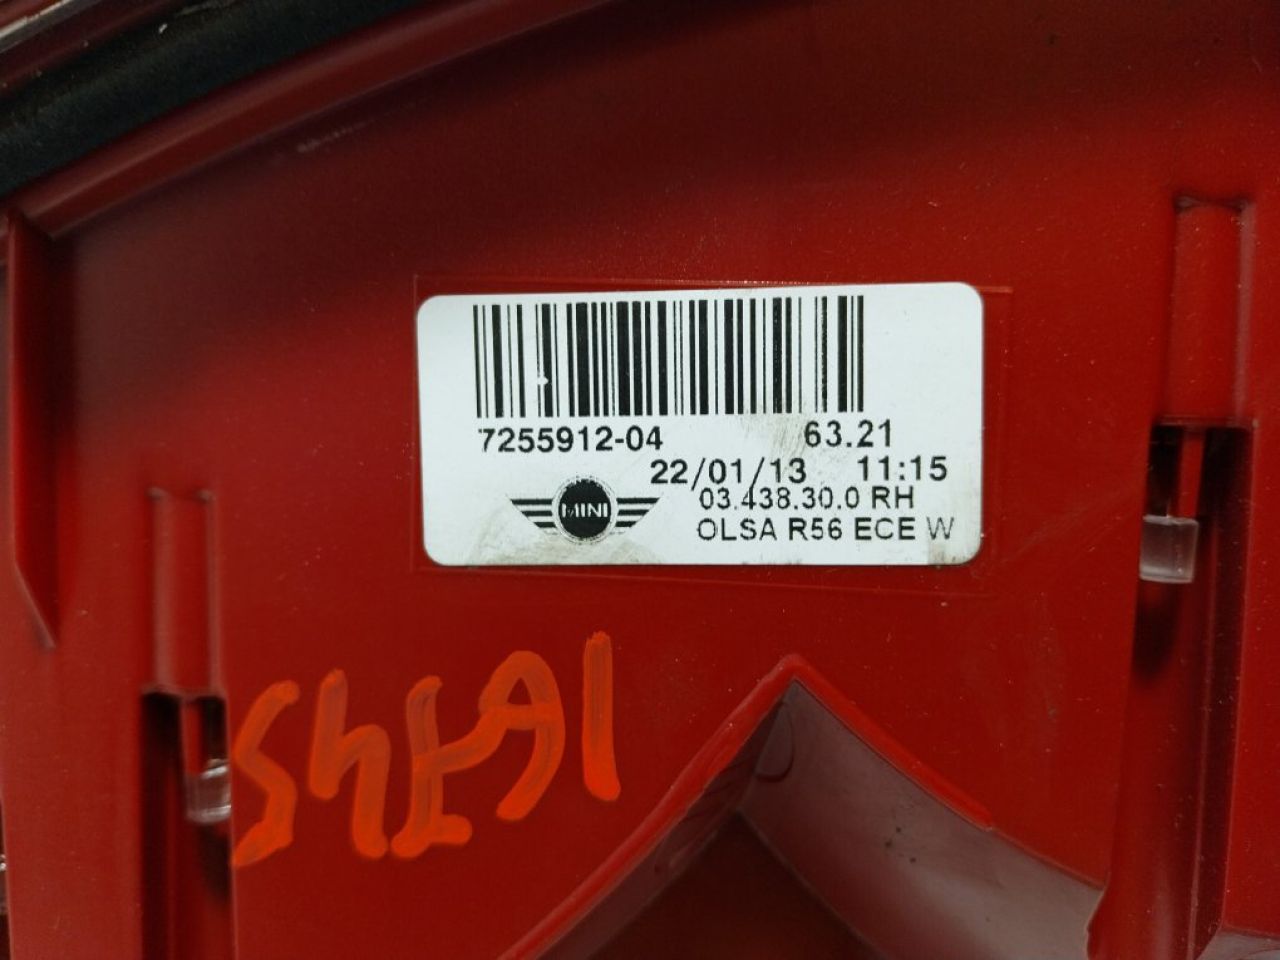 7255912-04 63.21
22/01/13 11:15
03.438.30.0 RH
MINI
OLSA R56 ECE W